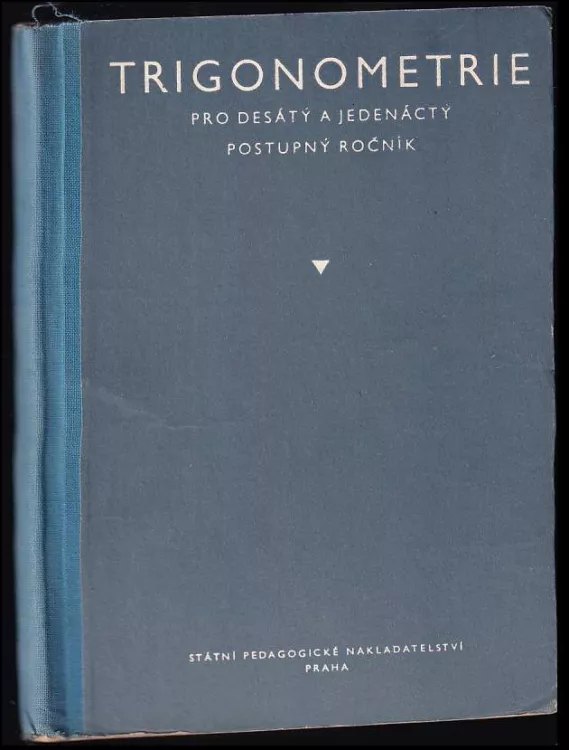 TRIGONOMETRIE
PRO DESÁTÝ A JEDENÁCTÝ
POSTUPNÝ ROČNÍK
STÁTNÍ PEDAGOGICKÉ NAKLADATELSTVÍ
PRAHA